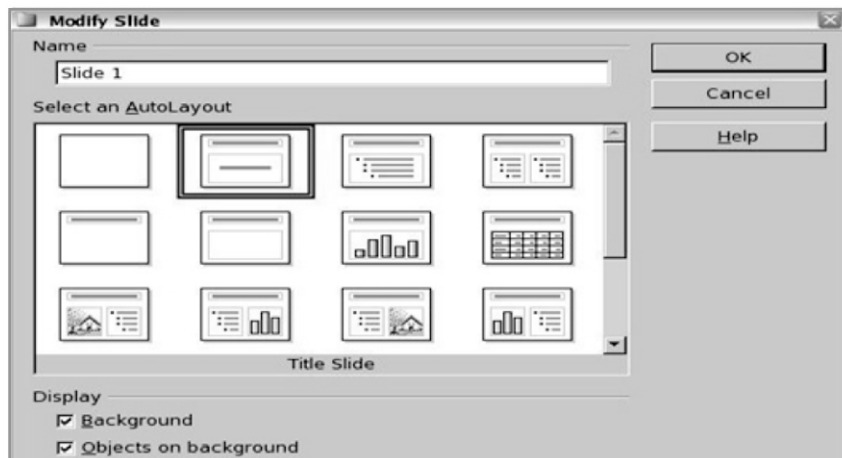 Modify Slide
Name
Slide 1
OK
Cancel
Select an AutoLayout
Help
Title Slide
Display
Background
Objects on background